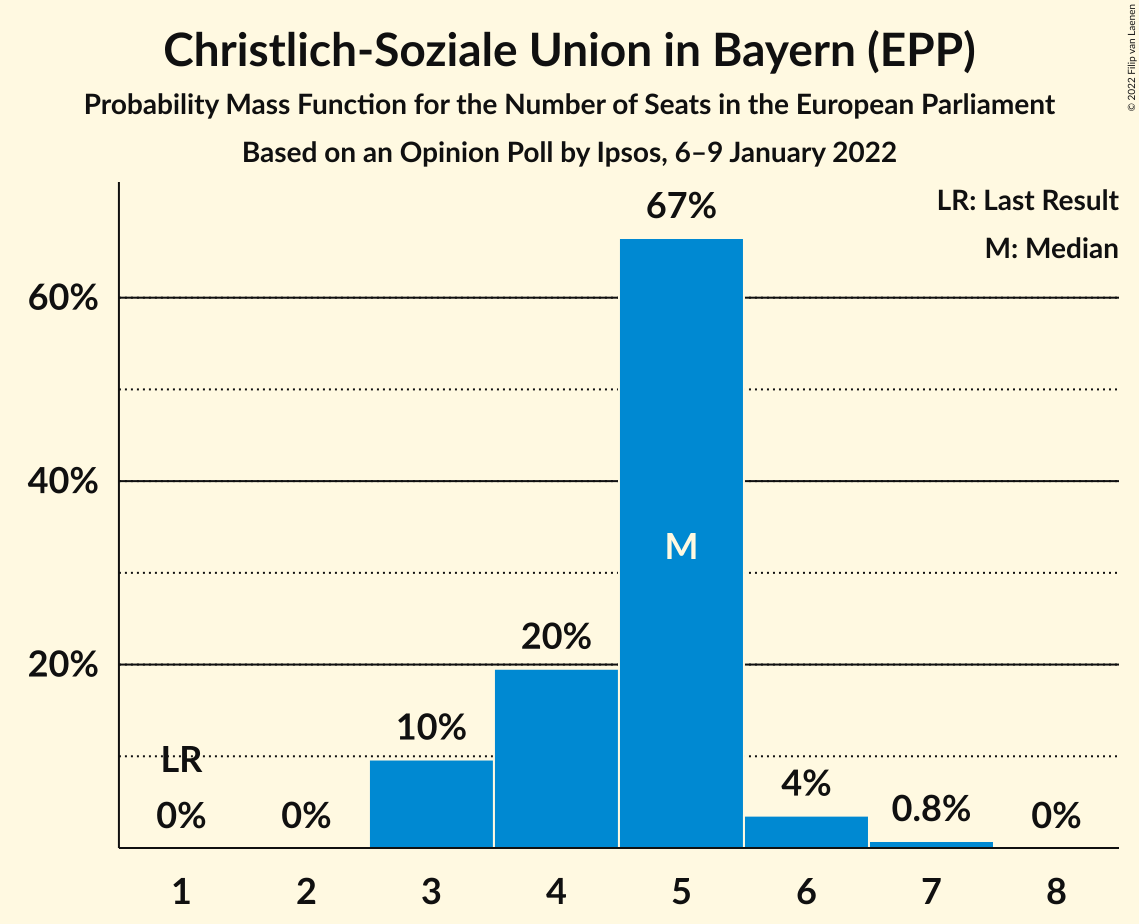 Christlich-Soziale Union in Bayern (EPP)
Probability Mass Function for the Number of Seats in the European Parliament
Based on an Opinion Poll by Ipsos, 6–9 January 2022
© 2022 Filip van Laenen
LR: Last Result
M: Median
60%
40%
20%
LR
0%
0%
10%
20%
67%
M
4%
0.8%
0%
1 2 3 4 5 6 7 8